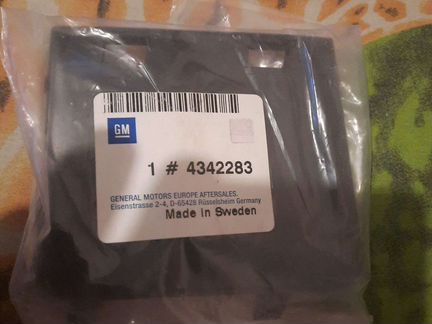 GM
1 # 4342283
GENERAL MOTORS EUROPE AFTERSALES.
Eisenstrasse 2-4, D-65428 Rüsselsheim Germany
Made in Sweden